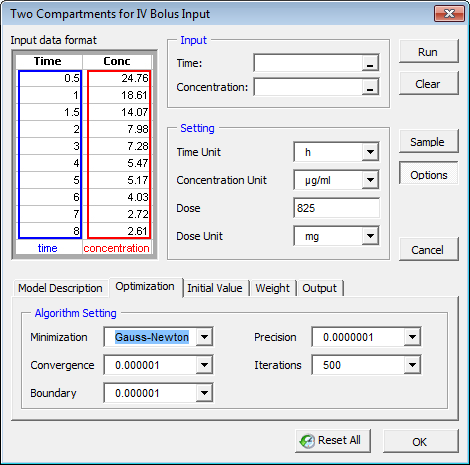 Two Compartments for IV Bolus Input
Input data format
Time Conc
0.5 24.76
1 18.61
1.5 14.07
2 7.98
3 7.28
4 5.47
5 5.17
6 4.03
7 2.72
8 2.61
time concentration
Input
Time:
Concentration:
Setting
Time Unit h
Concentration Unit µg/ml
Dose 825
Dose Unit mg
Run
Clear
Sample
Options
Cancel
Model Description Optimization Initial Value Weight Output
Algorithm Setting
Minimization Gauss-Newton Precision 0.0000001
Convergence 0.000001 Iterations 500
Boundary 0.000001
Reset All OK